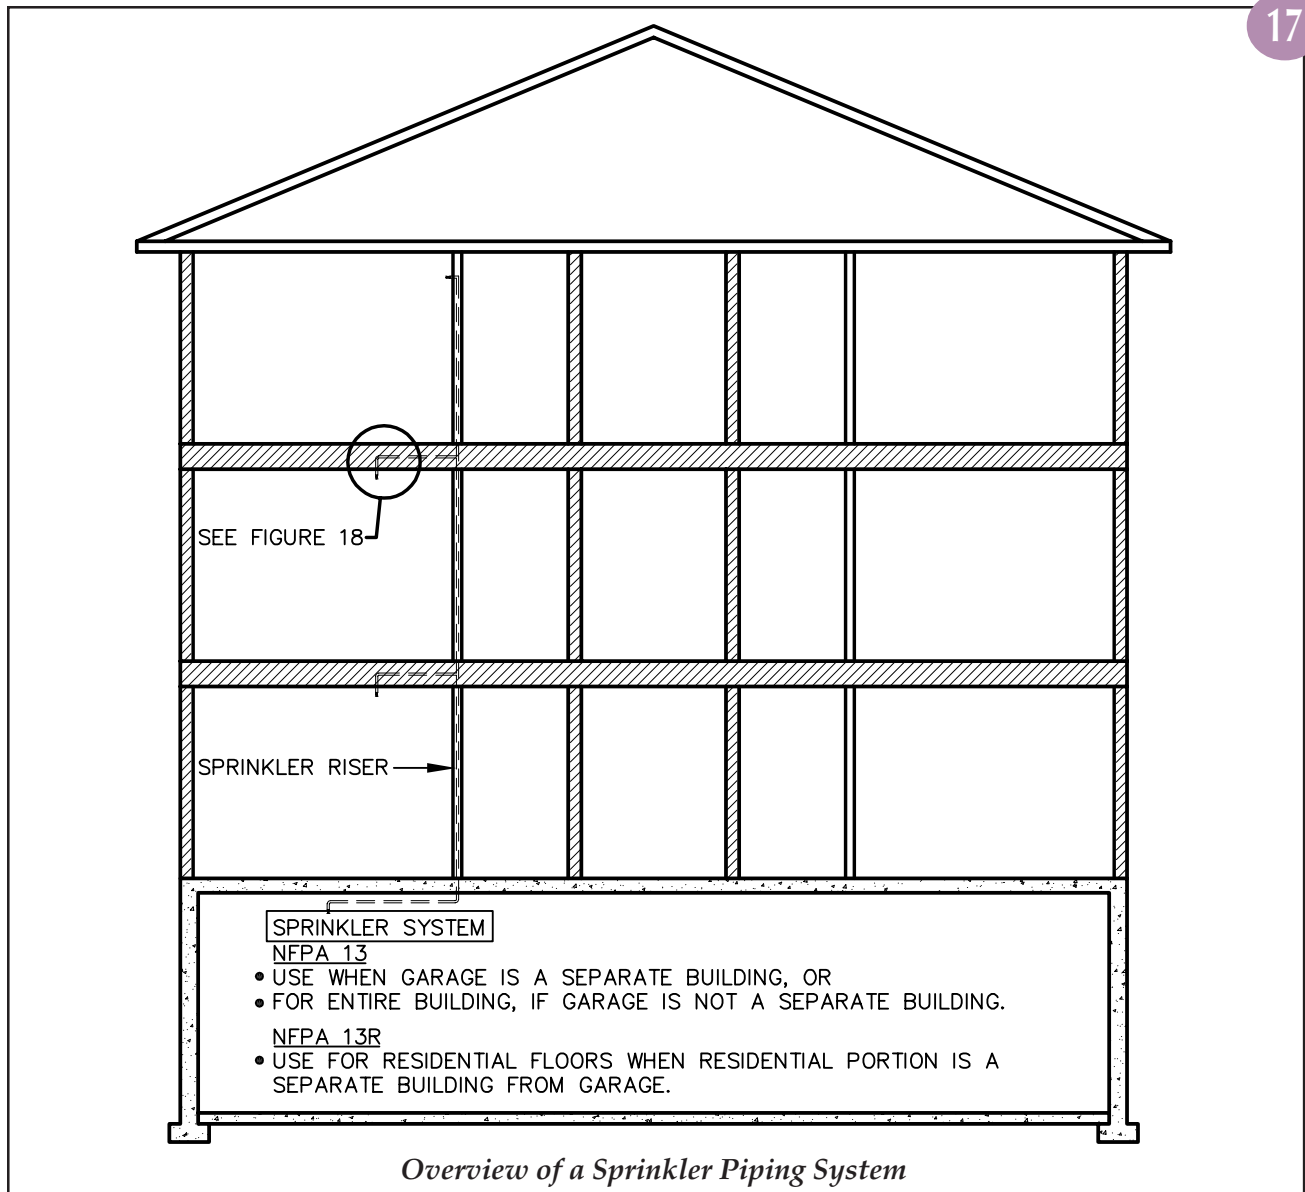 17
SEE FIGURE 18
SPRINKLER RISER
SPRINKLER SYSTEM
NFPA 13
• USE WHEN GARAGE IS A SEPARATE BUILDING, OR
• FOR ENTIRE BUILDING, IF GARAGE IS NOT A SEPARATE BUILDING.
NFPA 13R
• USE FOR RESIDENTIAL FLOORS WHEN RESIDENTIAL PORTION IS A
SEPARATE BUILDING FROM GARAGE.
Overview of a Sprinkler Piping System